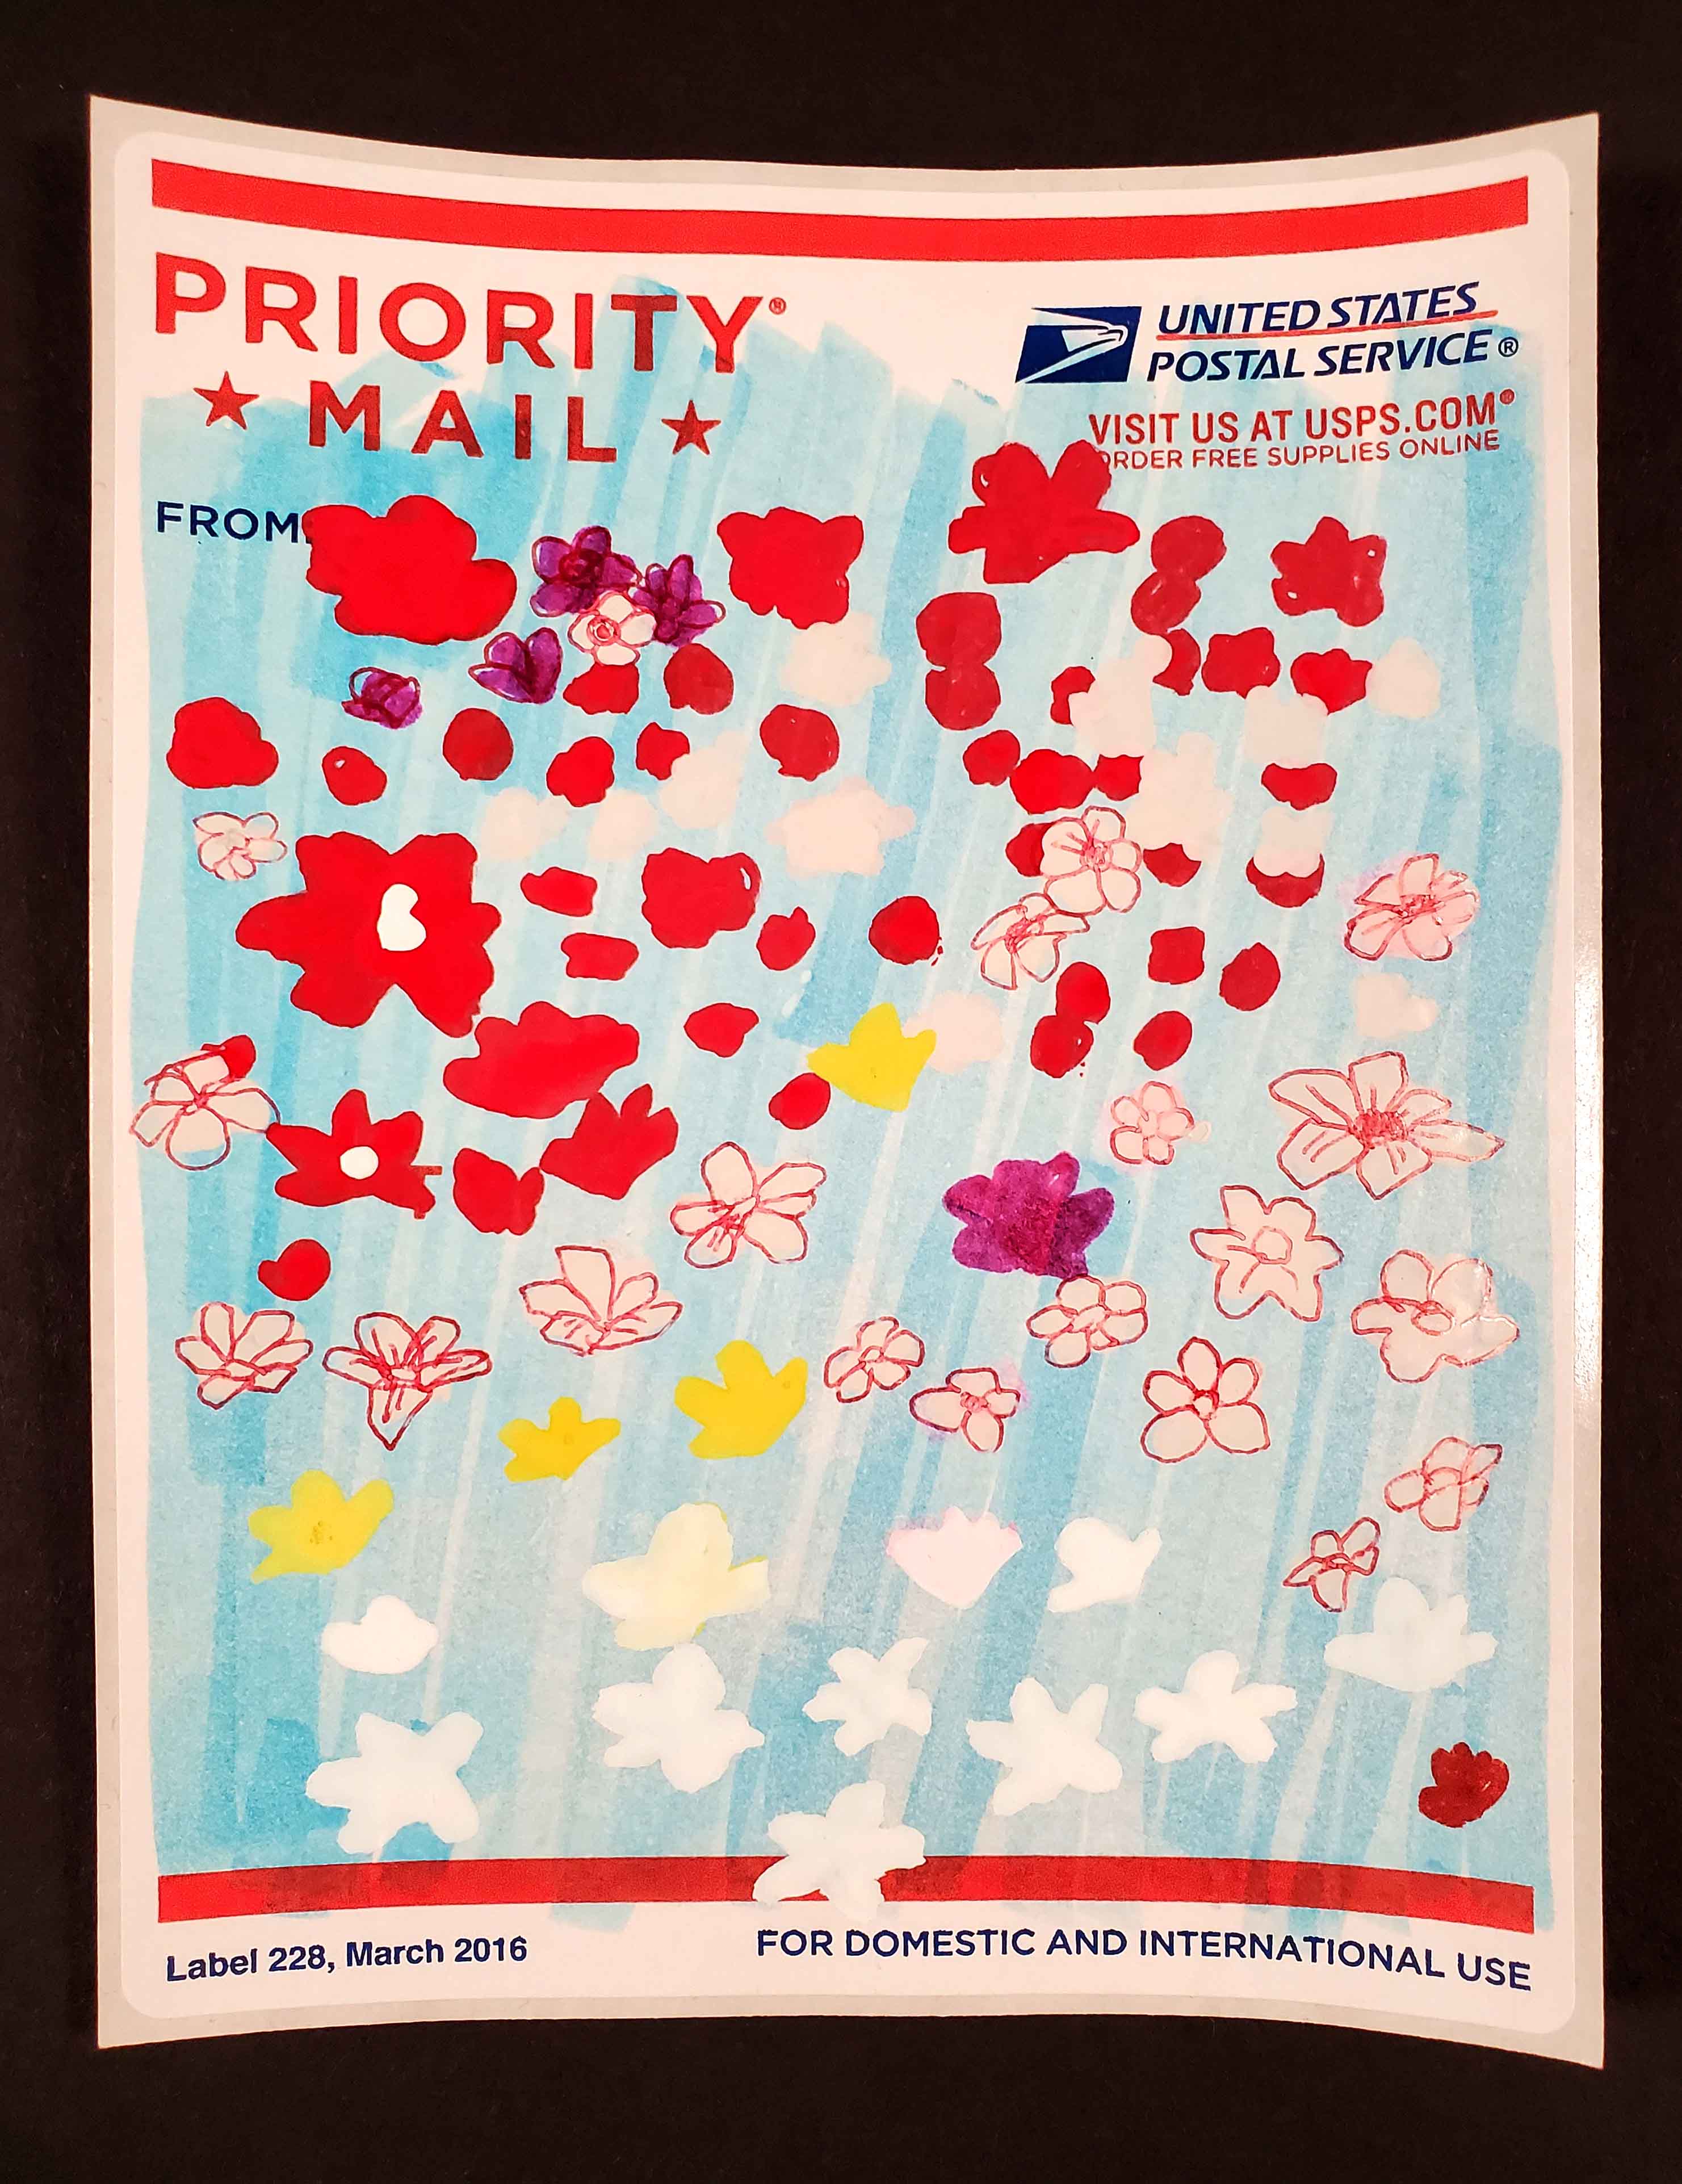 PRIORITY®
★ MAIL ★
UNITED STATES
POSTAL SERVICE ®
VISIT US AT USPS.COM®
ORDER FREE SUPPLIES ONLINE
FROM:
Label 228, March 2016
FOR DOMESTIC AND INTERNATIONAL USE